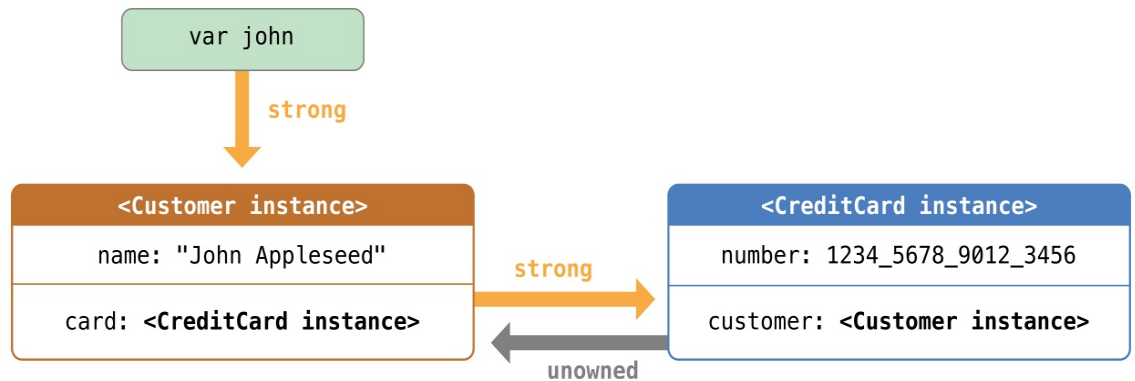 var john
strong
<Customer instance>
name: "John Appleseed"
card: <CreditCard instance>
strong
unowned
<CreditCard instance>
number: 1234_5678_9012_3456
customer: <Customer instance>